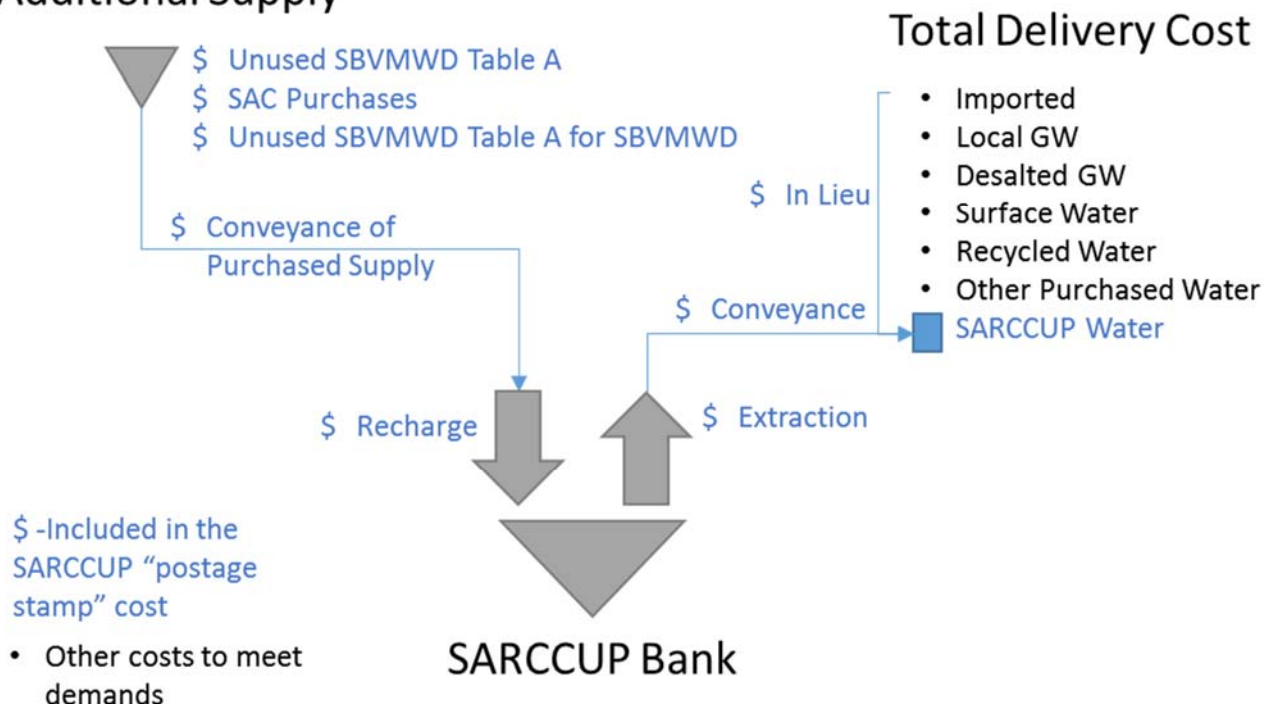 Additional Supply
$ Unused SBVMWD Table A
$ SAC Purchases
$ Unused SBVMWD Table A for SBVMWD
$ Conveyance of
Purchased Supply
$ Recharge
$ Extraction
$ Conveyance
$ In Lieu
Total Delivery Cost
• Imported
• Local GW
• Desalted GW
• Surface Water
• Recycled Water
• Other Purchased Water
SARCCUP Water
$ -Included in the
SARCCUP “postage
stamp” cost
• Other costs to meet
demands
SARCCUP Bank